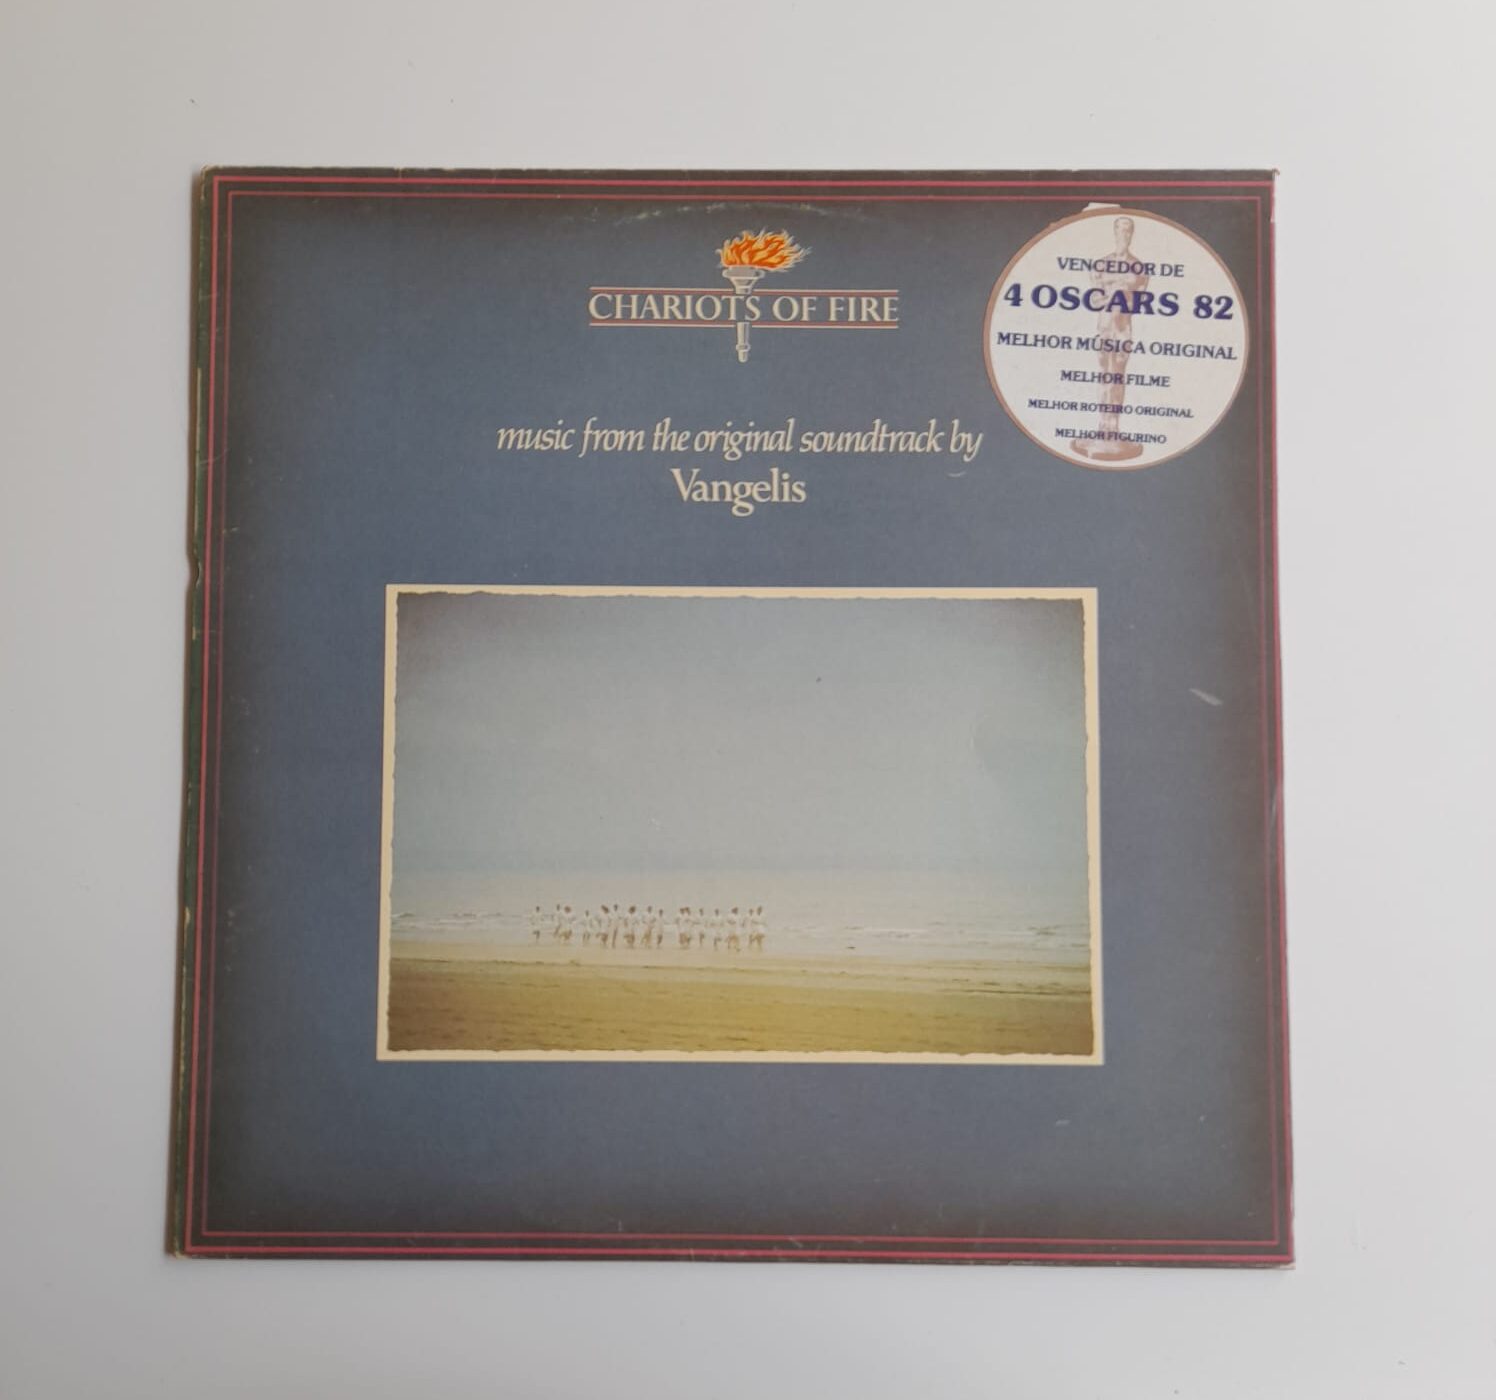 CHARIOTS OF FIRE
music from the original soundtrack by
Vangelis
VENCEDOR DE
4 OSCARS 82
MELHOR MÚSICA ORIGINAL
MELHOR FILME
MELHOR ROTEIRO ORIGINAL
MELHOR FIGURINO